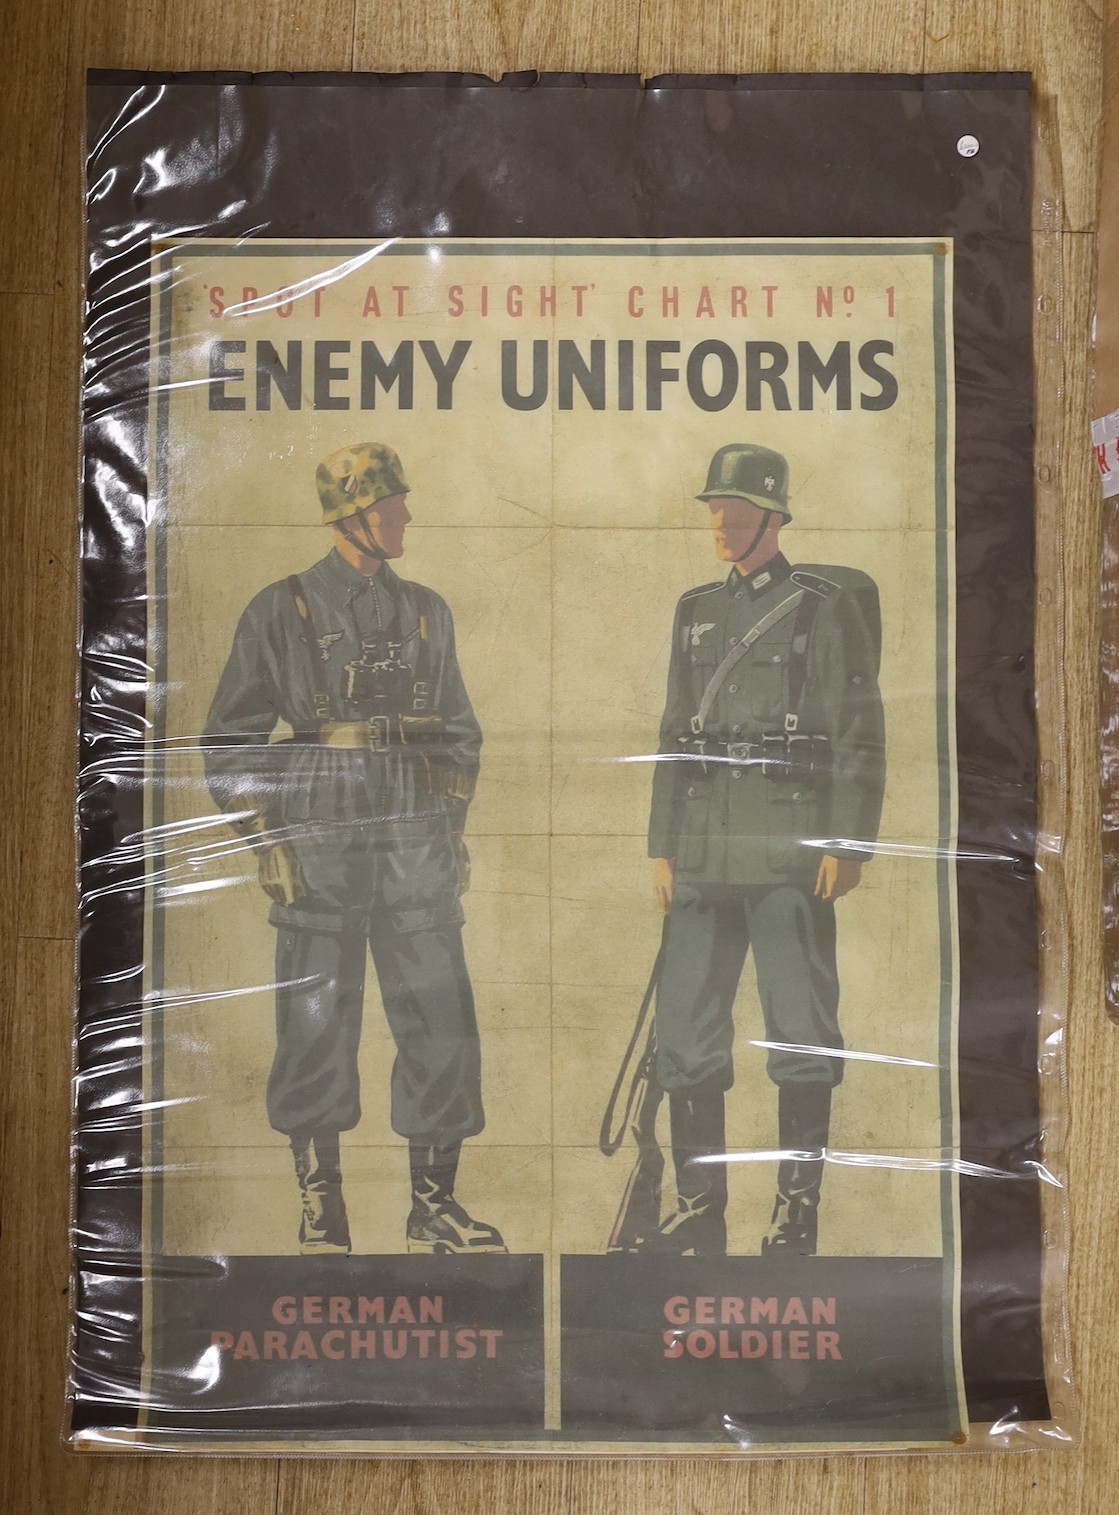 'SPOT AT SIGHT' CHART Nº 1
ENEMY UNIFORMS
GERMAN
PARACHUTIST
GERMAN
SOLDIER